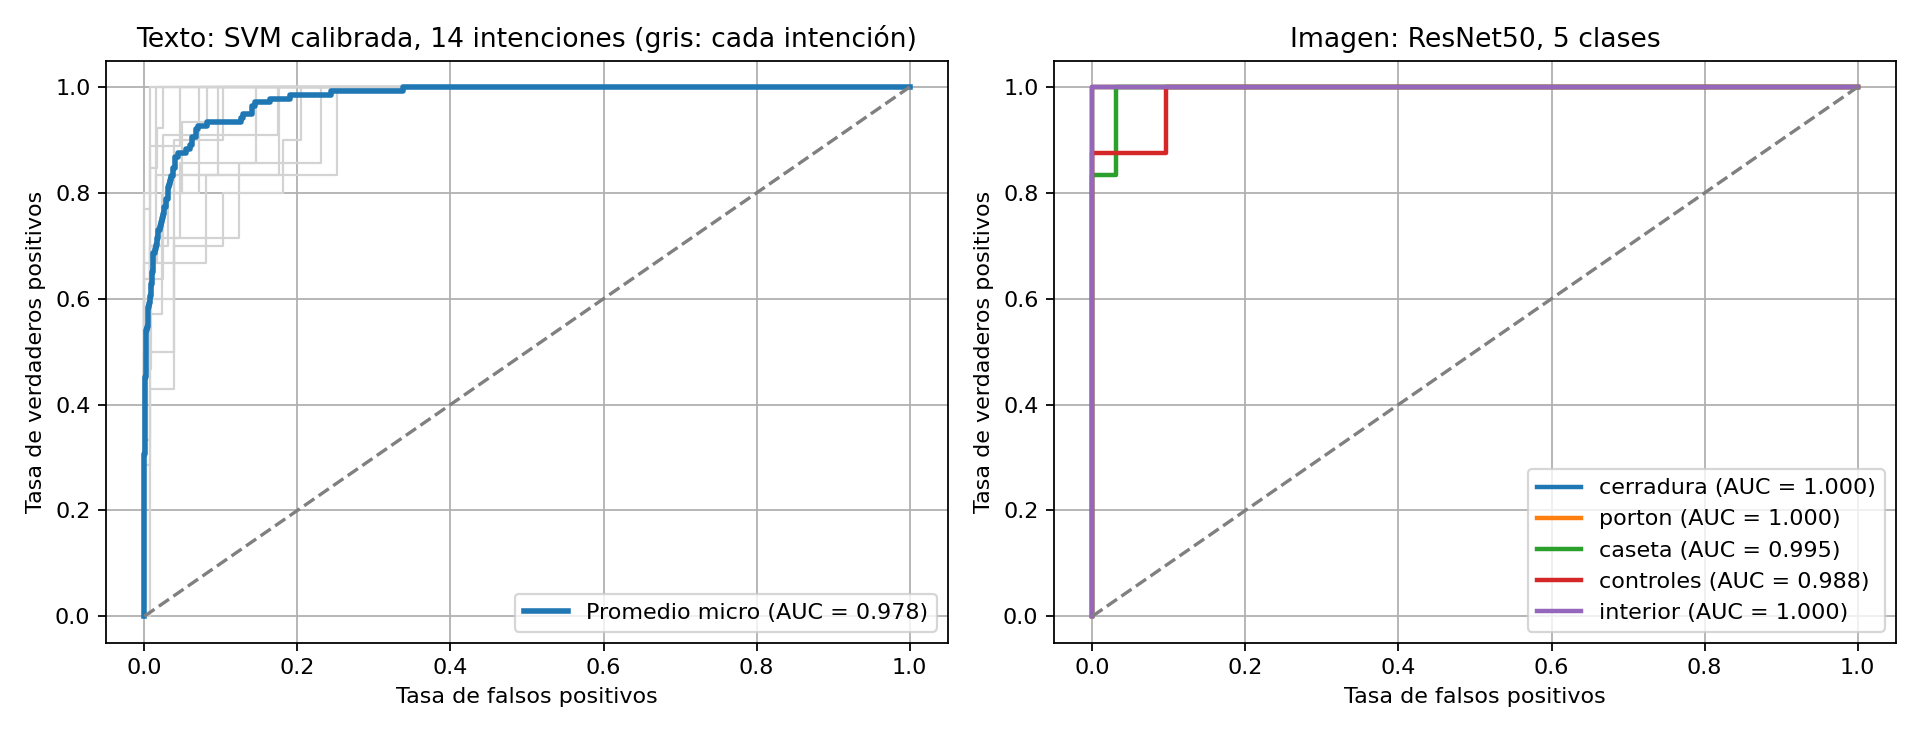 Texto: SVM calibrada, 14 intenciones (gris: cada intención)
1.0
0.8
0.6
0.4
0.2
0.0
Tasa de verdaderos positivos
0.0 0.2 0.4 0.6 0.8 1.0
Tasa de falsos positivos
Promedio micro (AUC = 0.978)
Imagen: ResNet50, 5 clases
1.0
0.8
0.6
0.4
0.2
0.0
Tasa de verdaderos positivos
0.0 0.2 0.4 0.6 0.8 1.0
Tasa de falsos positivos
cerradura (AUC = 1.000)
porton (AUC = 1.000)
caseta (AUC = 0.995)
controles (AUC = 0.988)
interior (AUC = 1.000)